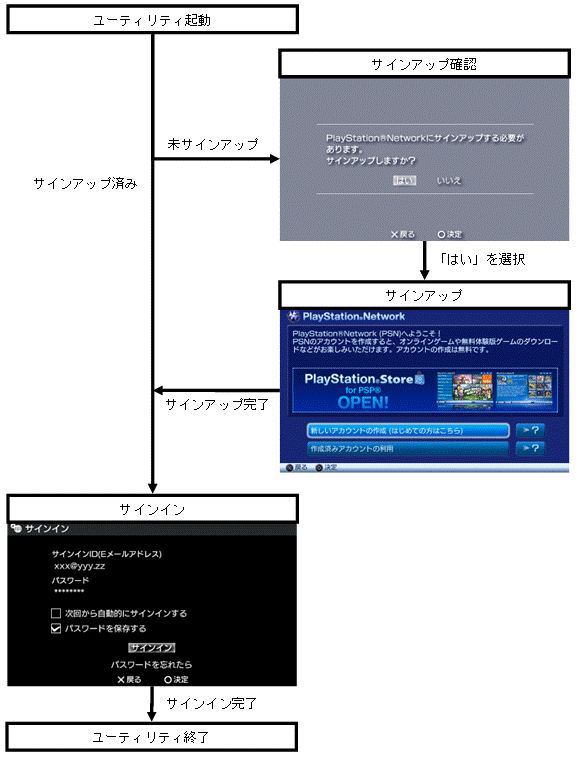 ユーティリティ起動
サインアップ確認
PlayStation®Networkにサインアップする必要が
あります。
サインアップしますか?
はい いいえ
×戻る ○決定
未サインアップ
サインアップ済み
「はい」を選択
サインアップ
PlayStation®Network
PlayStation®Network (PSN)へようこそ!
PSNのアカウントを作成すると、オンラインゲームや無料体験版ゲームのダウンロー
ドなどがお楽しみいただけます。アカウントの作成は無料です。
PlayStation®Store
for PSP®
OPEN!
新しいアカウントの作成 (はじめての方はこちら)
?
作成済みアカウントの利用
?
戻る 決定
サインアップ完了
サインイン
サインイン
サインインID(Eメールアドレス)
xxx@yyy.zz
パスワード
********
次回から自動的にサインインする
パスワードを保存する
サインイン
パスワードを忘れたら
×戻る ○決定
サインイン完了
ユーティリティ終了